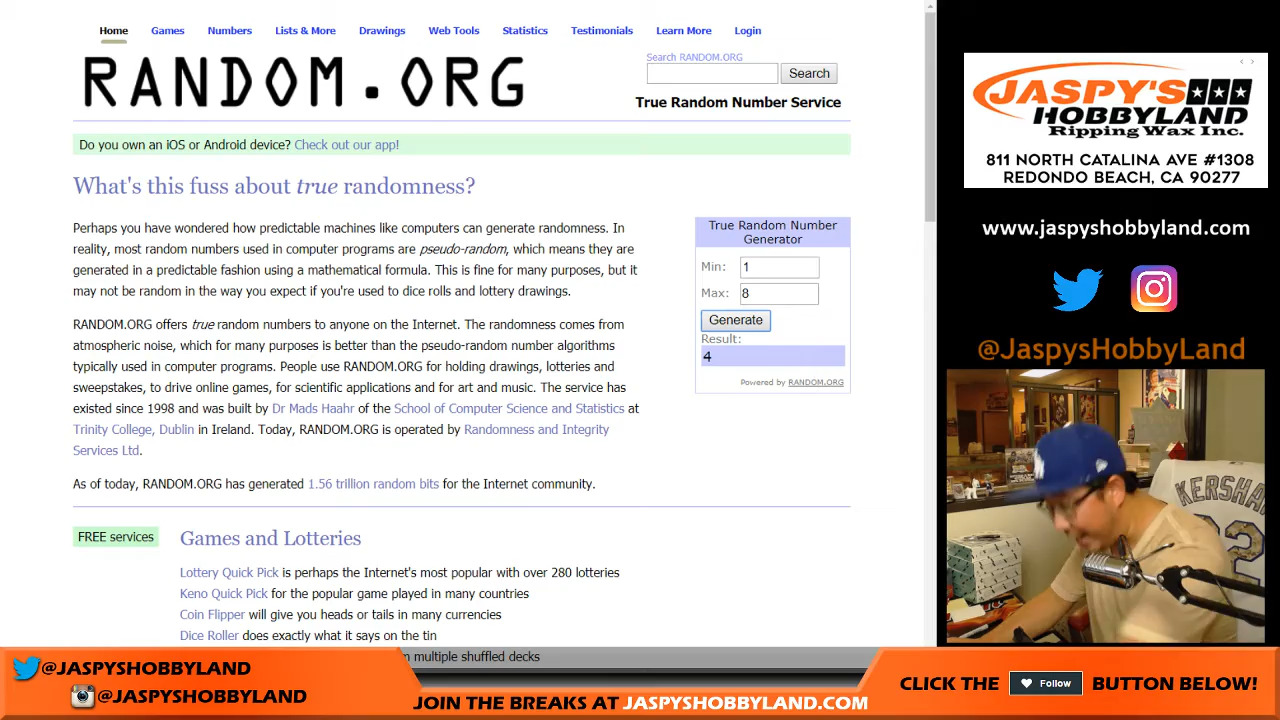 Home Games Numbers Lists & More Drawings Web Tools Statistics Testimonials Learn More Login
RANDOM.ORG
Search RANDOM.ORG
Search
True Random Number Service
Do you own an iOS or Android device? Check out our app!
What's this fuss about true randomness?
Perhaps you have wondered how predictable machines like computers can generate randomness. In
reality, most random numbers used in computer programs are pseudo-random, which means they are
generated in a predictable fashion using a mathematical formula. This is fine for many purposes, but it
may not be random in the way you expect if you're used to dice rolls and lottery drawings.
RANDOM.ORG offers true random numbers to anyone on the Internet. The randomness comes from
atmospheric noise, which for many purposes is better than the pseudo-random number algorithms
typically used in computer programs. People use RANDOM.ORG for holding drawings, lotteries and
sweepstakes, to drive online games, for scientific applications and for art and music. The service has
existed since 1998 and was built by Dr Mads Haahr of the School of Computer Science and Statistics at
Trinity College, Dublin in Ireland. Today, RANDOM.ORG is operated by Randomness and Integrity
Services Ltd.
As of today, RANDOM.ORG has generated 1.56 trillion random bits for the Internet community.
True Random Number
Generator
Min: 1
Max: 8
Generate
Result:
4
Powered by RANDOM.ORG
FREE services
Games and Lotteries
Lottery Quick Pick is perhaps the Internet's most popular with over 280 lotteries
Keno Quick Pick for the popular game played in many countries
Coin Flipper will give you heads or tails in many currencies
Dice Roller does exactly what it says on the tin
multiple shuffled decks
JASPY'S
HOBBYLAND
Ripping Wax Inc.
811 NORTH CATALINA AVE #1308
REDONDO BEACH, CA 90277
www.jaspyshobbyland.com
@JaspysHobbyLand
KERSHA
22
@JASPYSHOBBYLAND
@JASPYSHOBBYLAND
JOIN THE BREAKS AT JASPYSHOBBYLAND.COM
CLICK THE Follow BUTTON BELOW!